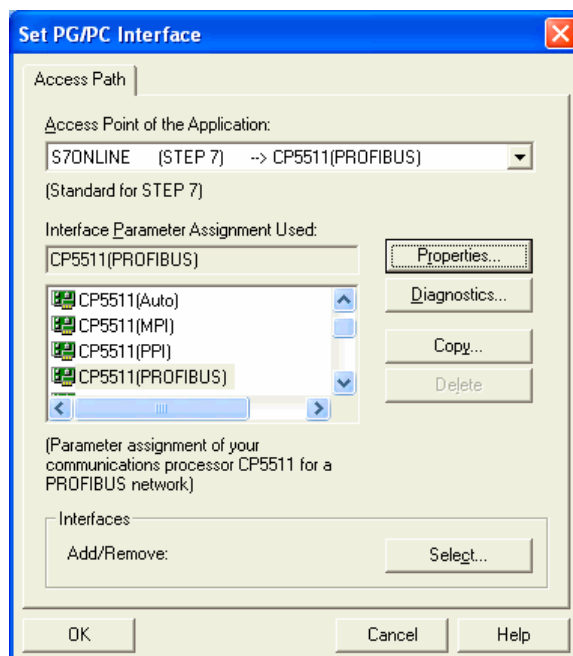 Set PG/PC Interface
Access Path
Access Point of the Application:
S7ONLINE (STEP 7) --> CP5511(PROFIBUS)
(Standard for STEP 7)
Interface Parameter Assignment Used:
CP5511(PROFIBUS)
Properties...
CP5511(Auto)
Diagnostics...
CP5511(MPI)
CP5511(PPI)
Copy...
CP5511(PROFIBUS)
Delete
(Parameter assignment of your
communications processor CP5511 for a
PROFIBUS network)
Interfaces
Add/Remove:
Select...
OK
Cancel
Help